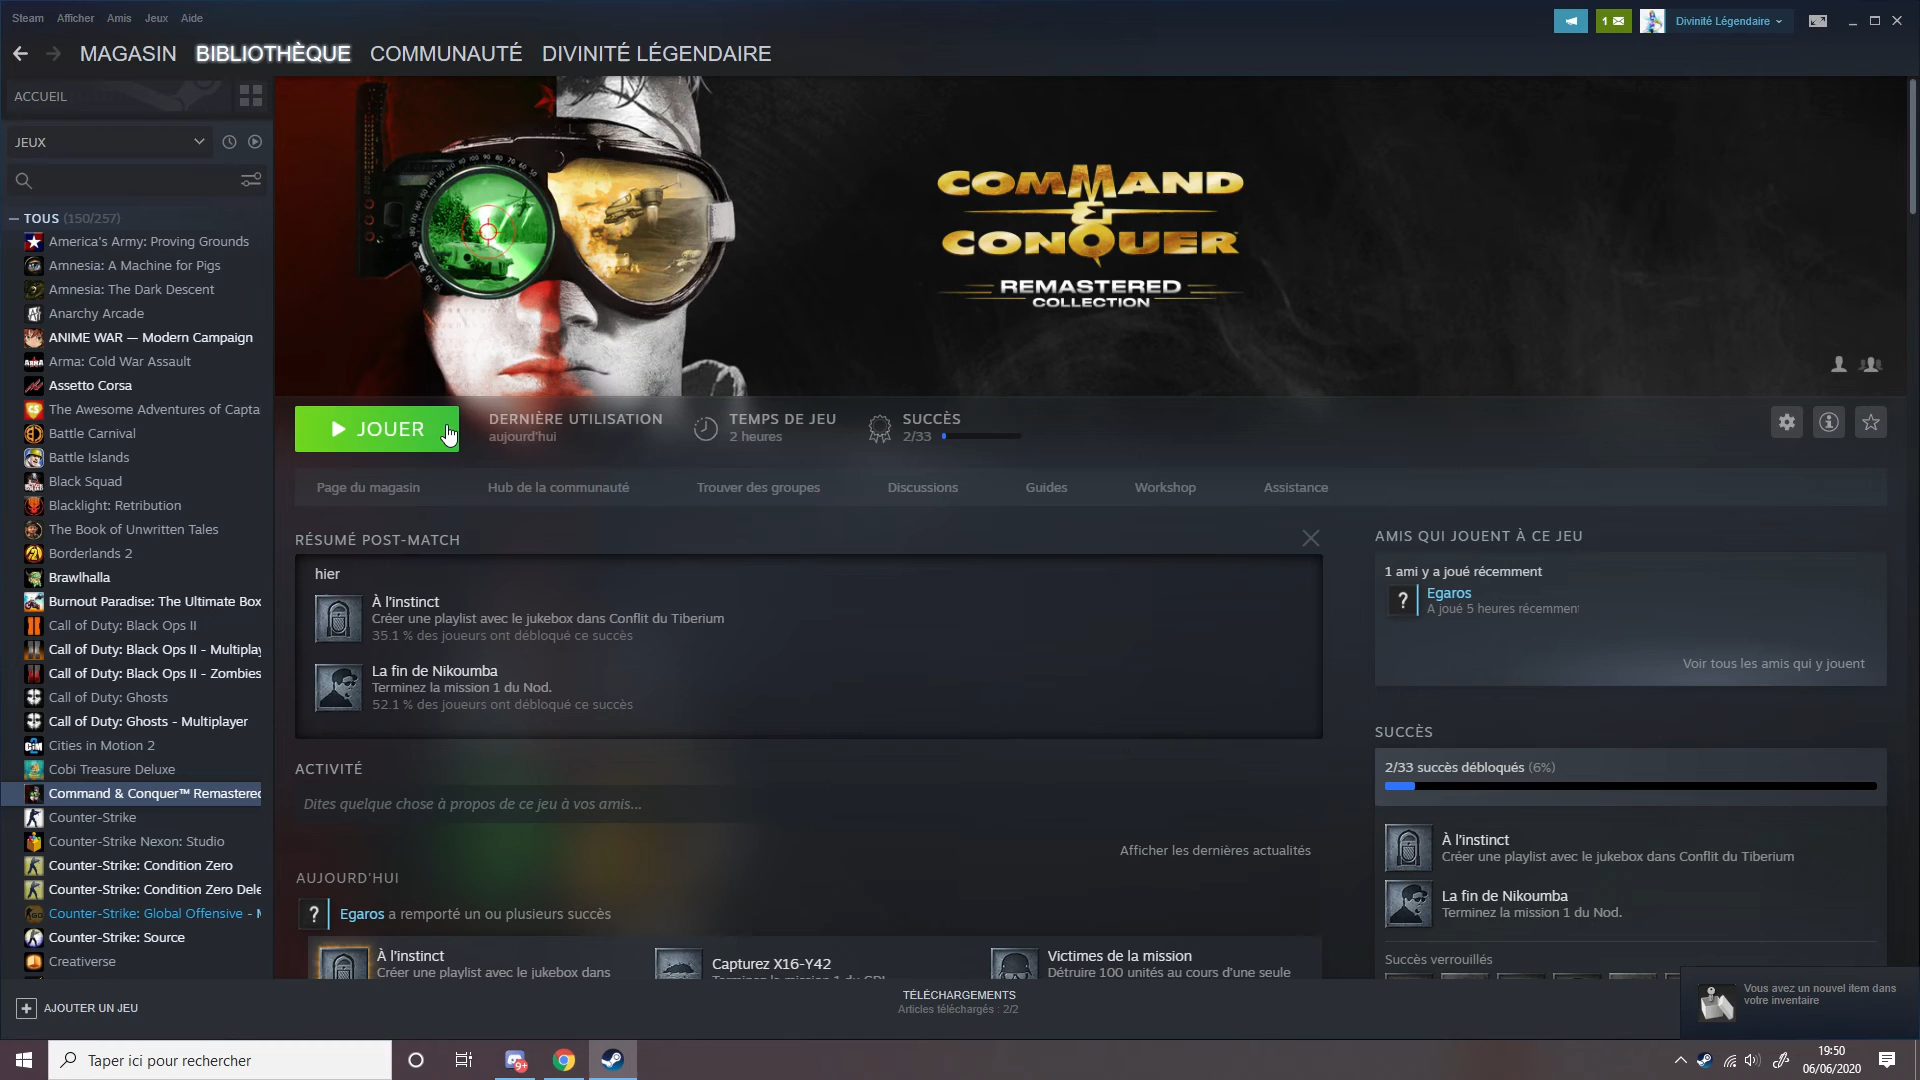 Steam Afficher Amis Jeux Aide
1
Divinité Légendaire
MAGASIN BIBLIOTHÈQUE COMMUNAUTÉ DIVINITÉ LÉGENDAIRE
ACCUEIL
JEUX
TOUS (150/257)
America's Army: Proving Grounds
Amnesia: A Machine for Pigs
Amnesia: The Dark Descent
Anarchy Arcade
ANIME WAR — Modern Campaign
Arma: Cold War Assault
Assetto Corsa
The Awesome Adventures of Capta
Battle Carnival
Battle Islands
Black Squad
Blacklight: Retribution
The Book of Unwritten Tales
Borderlands 2
Brawlhalla
Burnout Paradise: The Ultimate Box
Call of Duty: Black Ops II
Call of Duty: Black Ops II - Multiplay
Call of Duty: Black Ops II - Zombies
Call of Duty: Ghosts
Call of Duty: Ghosts - Multiplayer
Cities in Motion 2
Cobi Treasure Deluxe
Command & Conquer™ Remastered
Counter-Strike
Counter-Strike Nexon: Studio
Counter-Strike: Condition Zero
Counter-Strike: Condition Zero Dele
Counter-Strike: Global Offensive - M
Counter-Strike: Source
Creativerse
AJOUTER UN JEU
COMMAND
&
CONQUER
REMASTERED
COLLECTION
JOUER
DERNIÈRE UTILISATION
aujourd'hui
TEMPS DE JEU
2 heures
SUCCÈS
2/33
Page du magasin Hub de la communauté Trouver des groupes Discussions Guides Workshop Assistance
RÉSUMÉ POST-MATCH
hier
À l'instinct
Créer une playlist avec le jukebox dans Conflit du Tiberium
35.1 % des joueurs ont débloqué ce succès
La fin de Nikoumba
Terminez la mission 1 du Nod.
52.1 % des joueurs ont débloqué ce succès
ACTIVITÉ
Dites quelque chose à propos de ce jeu à vos amis...
Afficher les dernières actualités
AUJOURD'HUI
Egaros a remporté un ou plusieurs succès
À l'instinct
Créer une playlist avec le jukebox dans
Capturez X16-Y42
Terminez la mission 1 du GDI
Victimes de la mission
Détruire 100 unités au cours d'une seule
AMIS QUI JOUENT À CE JEU
1 ami y a joué récemment
Egaros
A joué 5 heures récemment
Voir tous les amis qui y jouent
SUCCÈS
2/33 succès débloqués (6%)
À l'instinct
Créer une playlist avec le jukebox dans Conflit du Tiberium
La fin de Nikoumba
Terminez la mission 1 du Nod.
Succès verrouillés
TÉLÉCHARGEMENTS
Articles téléchargés : 2/2
Vous avez un nouvel item dans
votre inventaire
Taper ici pour rechercher
9+
19:50
06/06/2020